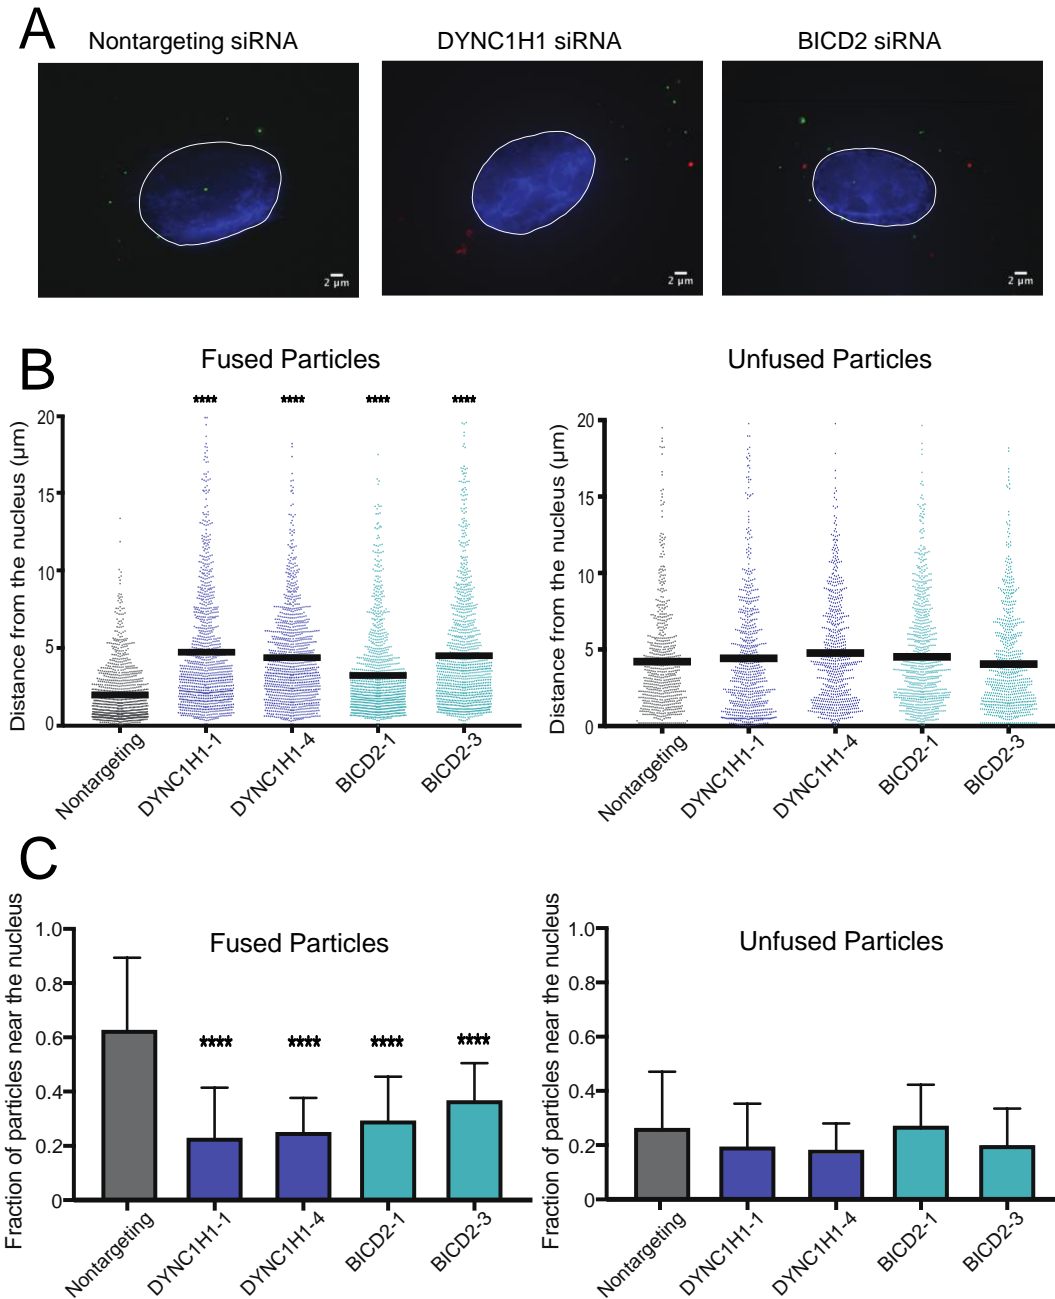 A
Nontargeting siRNA
DYNC1H1 siRNA
BICD2 siRNA
2 µm
2 µm
2 µm
B
Fused Particles
Unfused Particles
**** **** **** ****
Distance from the nucleus (µm)
20
15
10
5
0
Nontargeting
DYNC1H1-1
DYNC1H1-4
BICD2-1
BICD2-3
Distance from the nucleus (µm)
20
15
10
5
0
Nontargeting
DYNC1H1-1
DYNC1H1-4
BICD2-1
BICD2-3
C
Fused Particles
Fraction of particles near the nucleus
1.0
0.8
0.6
0.4
0.2
0
**** **** **** ****
Nontargeting
DYNC1H1-1
DYNC1H1-4
BICD2-1
BICD2-3
Unfused Particles
Fraction of particles near the nucleus
1.0
0.8
0.6
0.4
0.2
0
Nontargeting
DYNC1H1-1
DYNC1H1-4
BICD2-1
BICD2-3